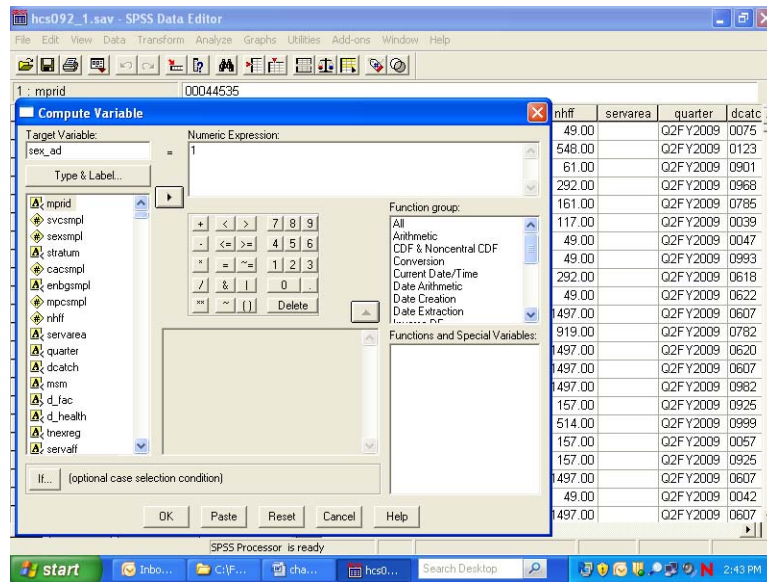 hcs092_1.sav - SPSS Data Editor
File Edit View Data Transform Analyze Graphs Utilities Add-ons Window Help
1 : mprid 00044535
Compute Variable
nhff servarea quarter dcatc
Target Variable:
sex_ad
=
Numeric Expression:
1
Type & Label...
mprid
svcsmpl
sexsmpl
stratum
cacsmpl
enbgsmpl
mpcsmpl
nhff
servarea
quarter
dcatch
msm
d_fac
d_health
tnexreg
servaff
+ < > 7 8 9
- <= >= 4 5 6
* = ~= 1 2 3
/ & | 0 .
** ~ () Delete
Function group:
All
Arithmetic
CDF & Noncentral CDF
Conversion
Current Date/Time
Date Arithmetic
Date Creation
Date Extraction
Functions and Special Variables:
If... (optional case selection condition)
OK Paste Reset Cancel Help
49.00 Q2FY2009 0075
548.00 Q2FY2009 0123
61.00 Q2FY2009 0901
292.00 Q2FY2009 0968
161.00 Q2FY2009 0785
117.00 Q2FY2009 0039
49.00 Q2FY2009 0047
49.00 Q2FY2009 0993
292.00 Q2FY2009 0618
49.00 Q2FY2009 0622
1497.00 Q2FY2009 0607
919.00 Q2FY2009 0782
1497.00 Q2FY2009 0620
1497.00 Q2FY2009 0607
1497.00 Q2FY2009 0982
157.00 Q2FY2009 0925
514.00 Q2FY2009 0999
157.00 Q2FY2009 0057
157.00 Q2FY2009 0925
1497.00 Q2FY2009 0607
49.00 Q2FY2009 0042
1497.00 Q2FY2009 0607
SPSS Processor is ready
start Inbo... C:\F... cha... hcs0... Search Desktop 2:43 PM